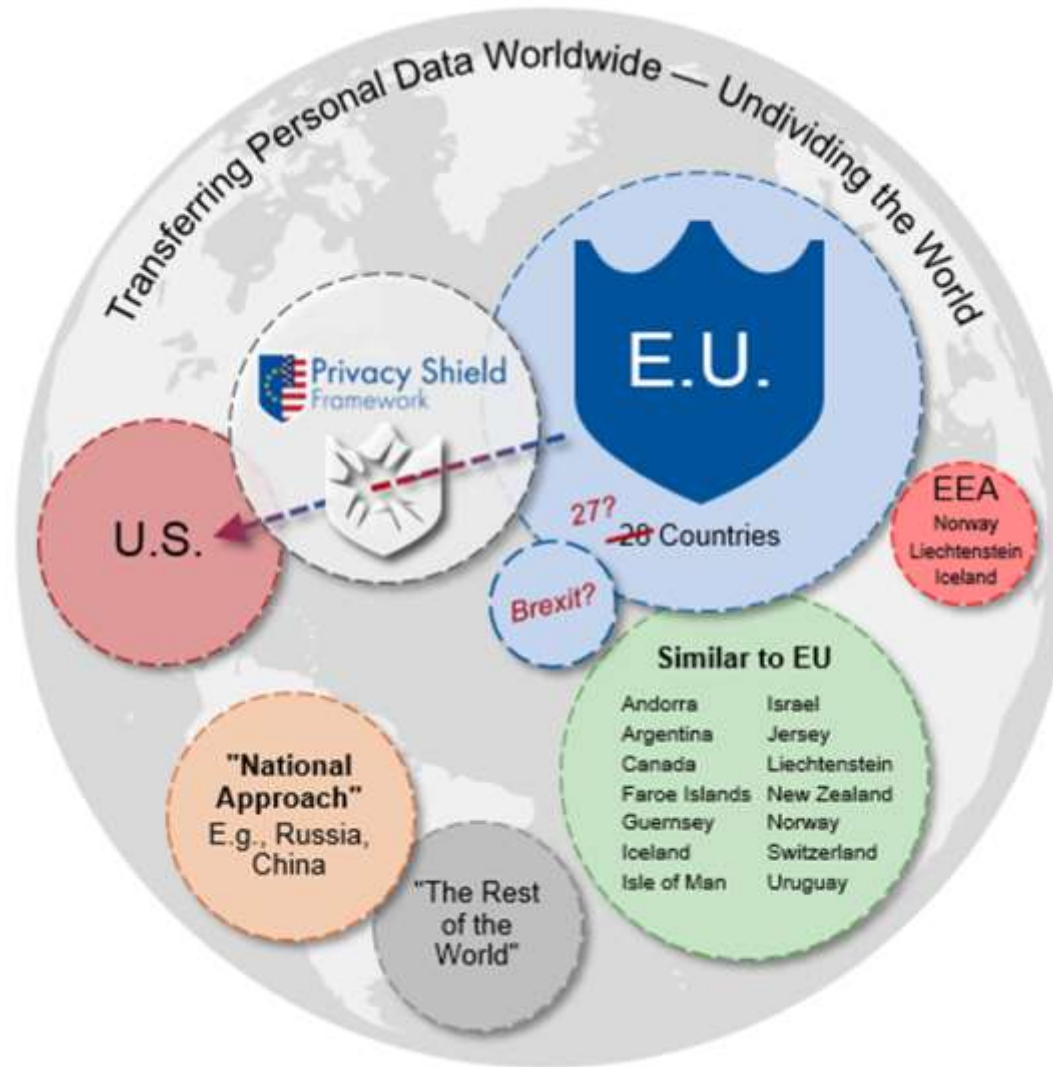 Transferring Personal Data Worldwide — Undividing the World
E.U.
Privacy Shield
Framework
27?
28 Countries
U.S.
EEA
Norway
Liechtenstein
Iceland
Brexit?
Similar to EU
Andorra Israel
Argentina Jersey
Canada Liechtenstein
Faroe Islands New Zealand
Guernsey Norway
Iceland Switzerland
Isle of Man Uruguay
"National
Approach"
E.g., Russia,
China
"The Rest
of the
World"